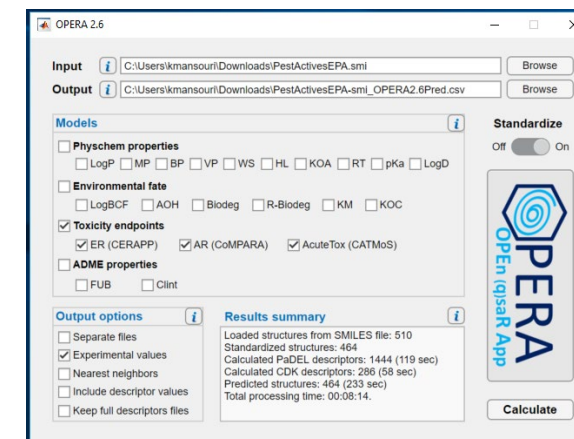 OPERA 2.6
Input i C:\Users\kmansouri\Downloads\PestActivesEPA.smi Browse
Output i C:\Users\kmansouri\Downloads\PestActivesEPA-smi_OPERA2.6Pred.csv Browse
Models i
Physchem properties
LogP MP BP VP WS HL KOA RT pKa LogD
Environmental fate
LogBCF AOH Biodeg R-Biodeg KM KOC
Toxicity endpoints
ER (CERAPP) AR (CoMPARA) AcuteTox (CATMoS)
ADME properties
FUB Clint
Standardize
Off On
OPERA
OPEn (q)saR App
Output options i
Separate files
Experimental values
Nearest neighbors
Include descriptor values
Keep full descriptors files
Results summary i
Loaded structures from SMILES file: 510
Standardized structures: 464
Calculated PaDEL descriptors: 1444 (119 sec)
Calculated CDK descriptors: 286 (58 sec)
Predicted structures: 464 (233 sec)
Total processing time: 00:08:14.
Calculate